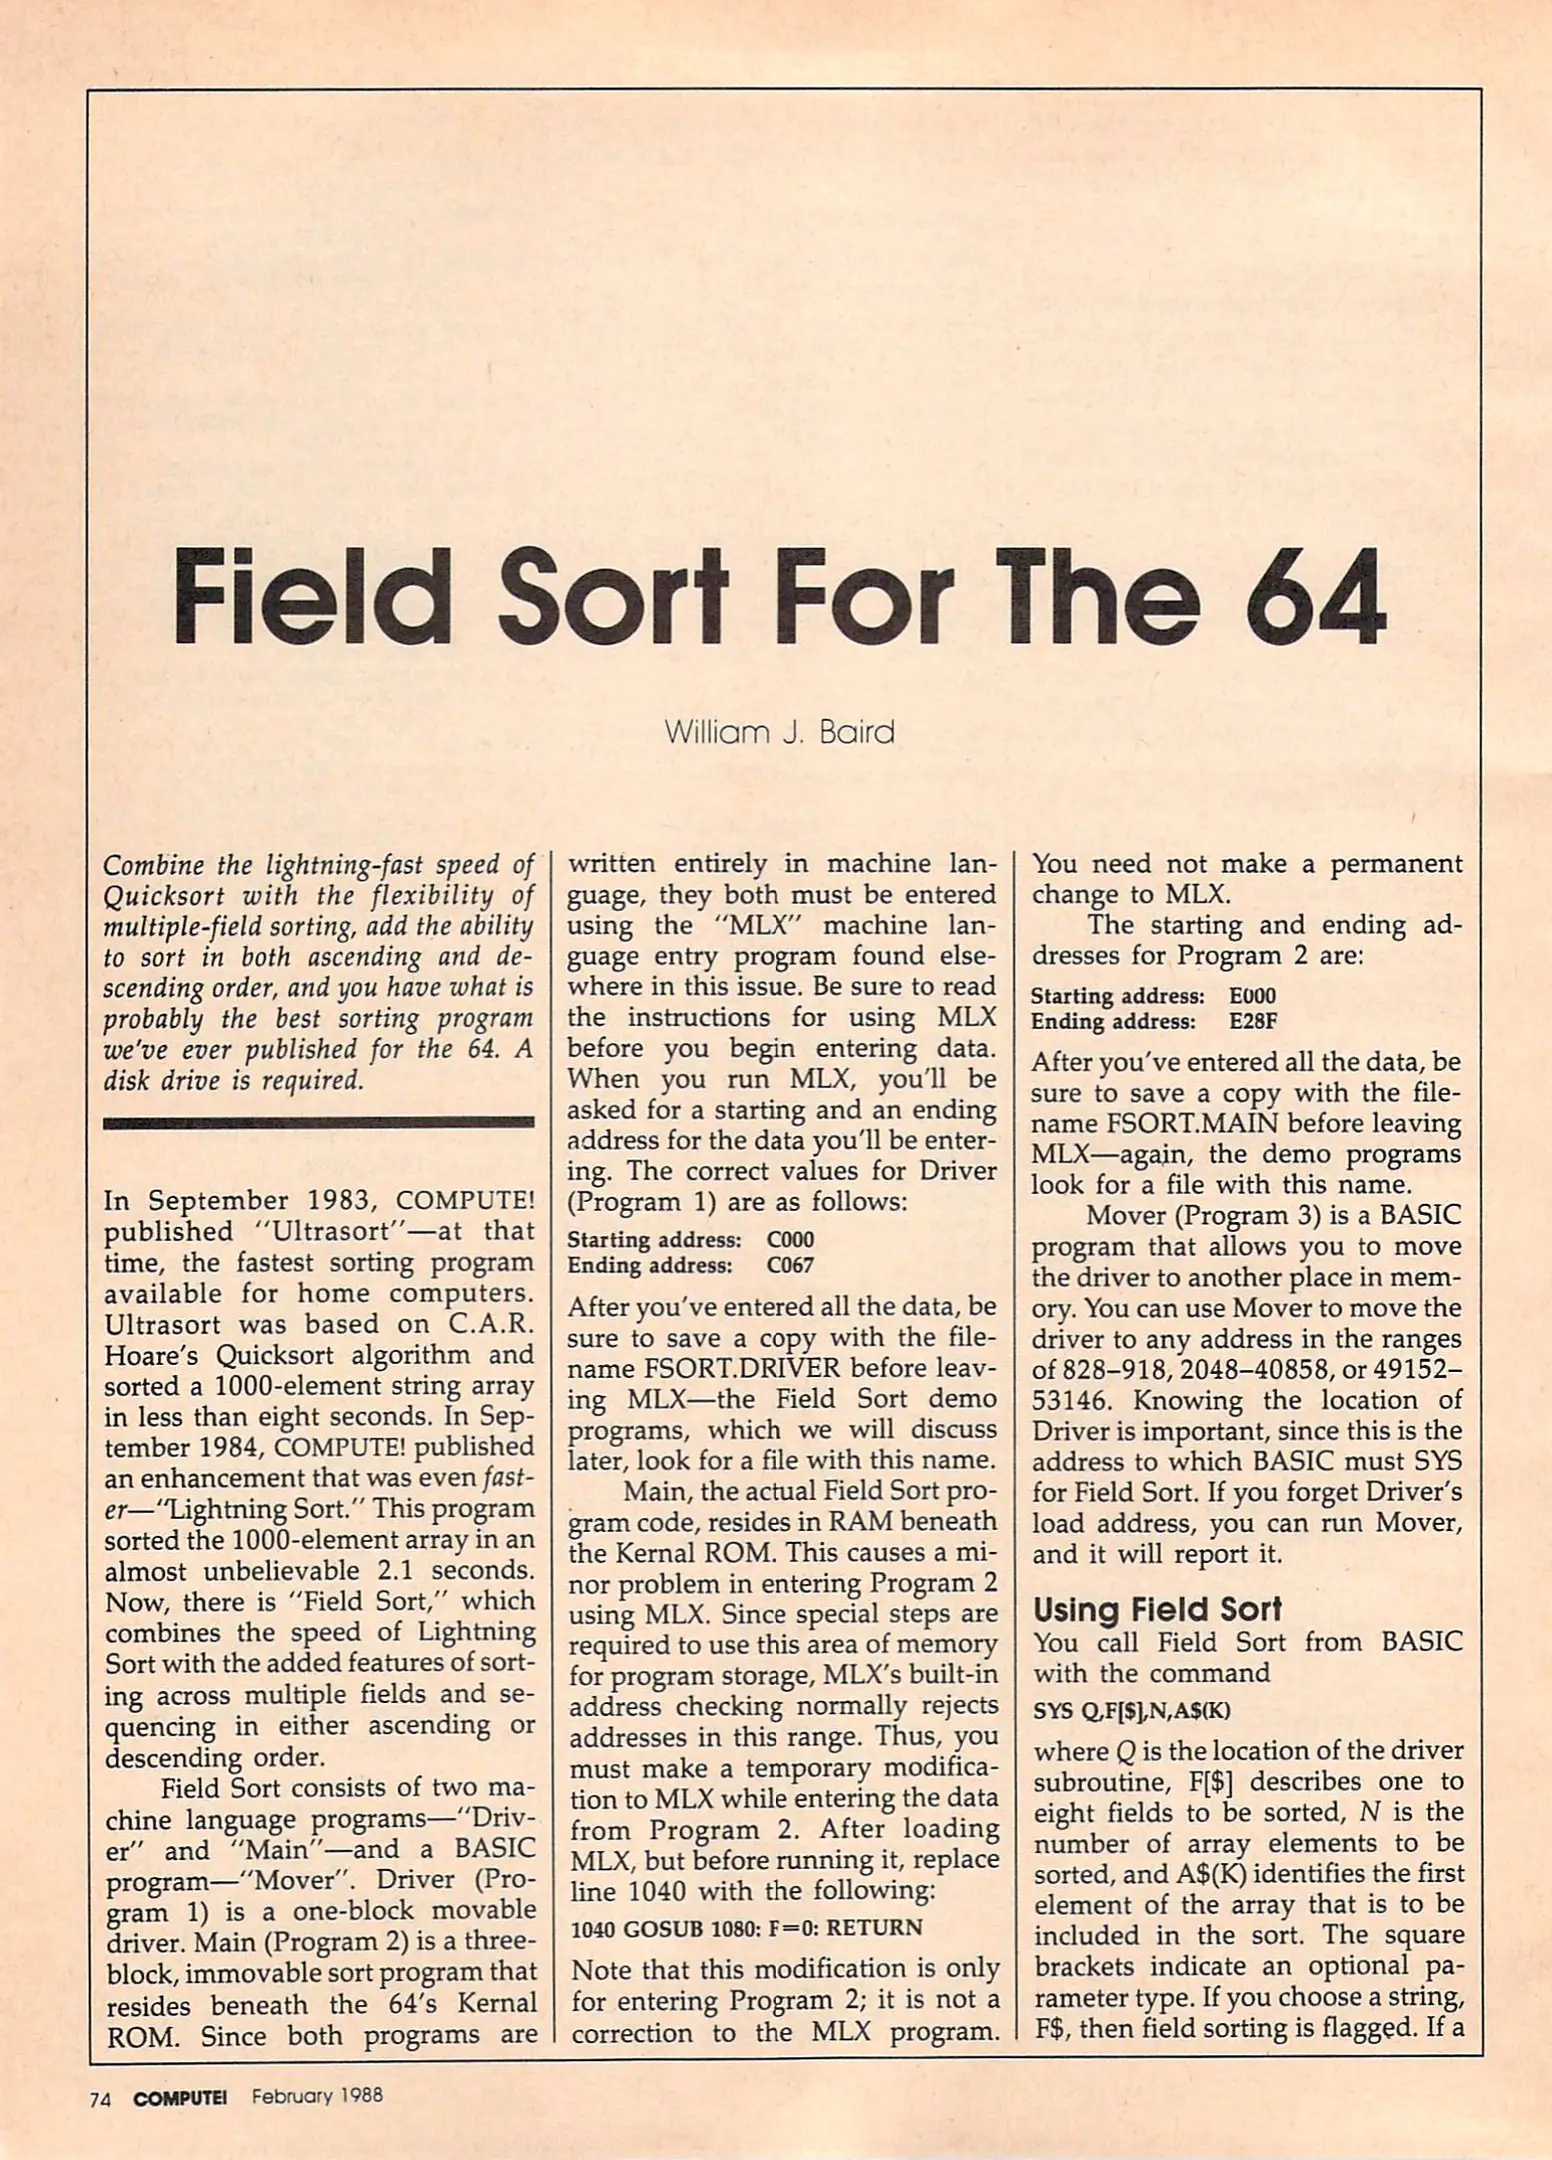 Field Sort For The 64
William J. Baird
Combine the lightning-fast speed of
Quicksort with the flexibility of
multiple-field sorting, add the ability
to sort in both ascending and de-
scending order, and you have what is
probably the best sorting program
we've ever published for the 64. A
disk drive is required.
In September 1983, COMPUTE!
published "Ultrasort"—at that
time, the fastest sorting program
available for home computers.
Ultrasort was based on C.A.R.
Hoare's Quicksort algorithm and
sorted a 1000-element string array
in less than eight seconds. In Sep-
tember 1984, COMPUTE! published
an enhancement that was even fast-
er—"Lightning Sort." This program
sorted the 1000-element array in an
almost unbelievable 2.1 seconds.
Now, there is "Field Sort," which
combines the speed of Lightning
Sort with the added features of sort-
ing across multiple fields and se-
quencing in either ascending or
descending order.
Field Sort consists of two ma-
chine language programs—"Driv-
er" and "Main"—and a BASIC
program—"Mover". Driver (Pro-
gram 1) is a one-block movable
driver. Main (Program 2) is a three-
block, immovable sort program that
resides beneath the 64's Kernal
ROM. Since both programs are
written entirely in machine lan-
guage, they both must be entered
using the "MLX" machine lan-
guage entry program found else-
where in this issue. Be sure to read
the instructions for using MLX
before you begin entering data.
When you run MLX, you'll be
asked for a starting and an ending
address for the data you'll be enter-
ing. The correct values for Driver
(Program 1) are as follows:
Starting address: C000
Ending address: C067
After you've entered all the data, be
sure to save a copy with the file-
name FSORT.DRIVER before leav-
ing MLX—the Field Sort demo
programs, which we will discuss
later, look for a file with this name.
Main, the actual Field Sort pro-
gram code, resides in RAM beneath
the Kernal ROM. This causes a mi-
nor problem in entering Program 2
using MLX. Since special steps are
required to use this area of memory
for program storage, MLX's built-in
address checking normally rejects
addresses in this range. Thus, you
must make a temporary modifica-
tion to MLX while entering the data
from Program 2. After loading
MLX, but before running it, replace
line 1040 with the following:
1040 GOSUB 1080: F=0: RETURN
Note that this modification is only
for entering Program 2; it is not a
correction to the MLX program.
You need not make a permanent
change to MLX.
The starting and ending ad-
dresses for Program 2 are:
Starting address: E000
Ending address: E28F
After you've entered all the data, be
sure to save a copy with the file-
name FSORT.MAIN before leaving
MLX—again, the demo programs
look for a file with this name.
Mover (Program 3) is a BASIC
program that allows you to move
the driver to another place in mem-
ory. You can use Mover to move the
driver to any address in the ranges
of 828–918, 2048–40858, or 49152–
53146. Knowing the location of
Driver is important, since this is the
address to which BASIC must SYS
for Field Sort. If you forget Driver's
load address, you can run Mover,
and it will report it.
Using Field Sort
You call Field Sort from BASIC
with the command
SYS Q,F[$],N,A$(K)
where Q is the location of the driver
subroutine, F[$] describes one to
eight fields to be sorted, N is the
number of array elements to be
sorted, and A$(K) identifies the first
element of the array that is to be
included in the sort. The square
brackets indicate an optional pa-
rameter type. If you choose a string,
F$, then field sorting is flagged. If a
74 COMPUTE! February 1988